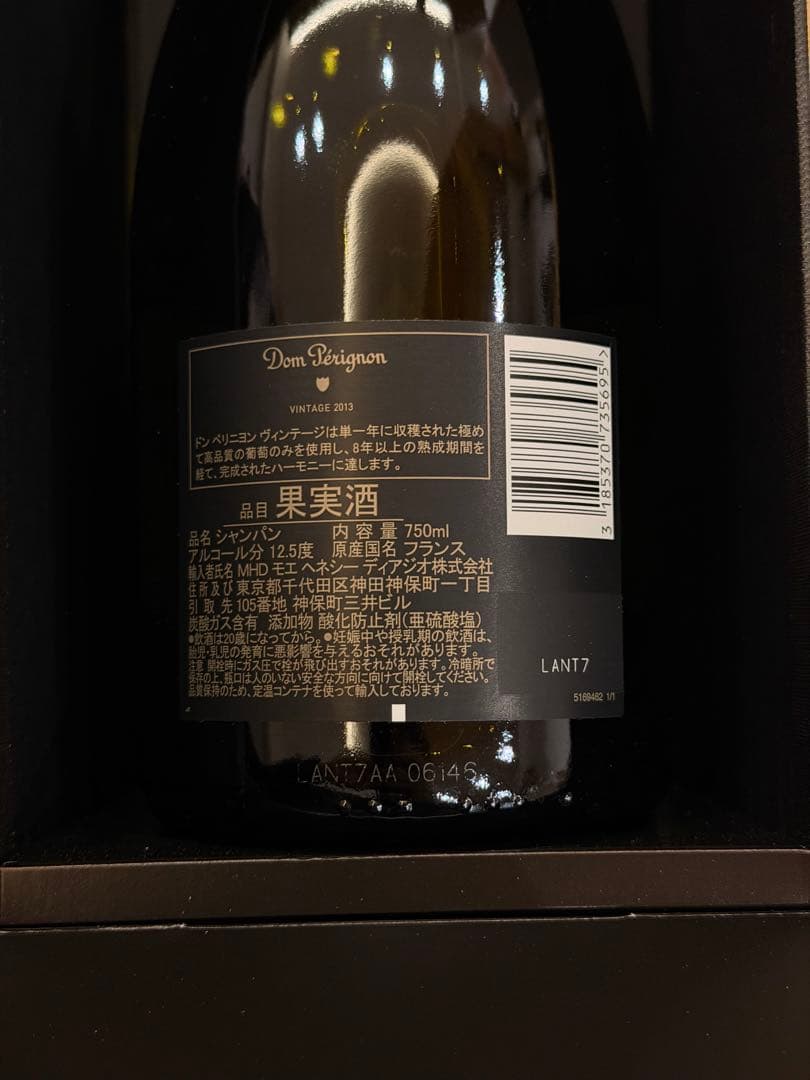 Dom Pérignon
VINTAGE 2013
ドン ペリニヨン ヴィンテージは単一年に収穫された極め
て高品質の葡萄のみを使用し、8年以上の熟成期間を
経て、完成されたハーモニーに達します。
品目 果実酒
品名 シャンパン 内 容 量 750ml
アルコール分 12.5度 原産国名 フランス
輸入者氏名 MHD モエ ヘネシー ディアジオ株式会社
住 所 及 び 東京都千代田区神田神保町一丁目
引 取 先 105番地 神保町三井ビル
炭酸ガス含有 添加物 酸化防止剤(亜硫酸塩)
●飲酒は20歳になってから。●妊娠中や授乳期の飲酒は、
胎児・乳児の発育に悪影響を与えるおそれがあります。
注意 開栓時にガス圧で栓が飛び出すおそれがあります。冷暗所で
保存の上、瓶口は人のいない安全な方向に向けて開栓してください。
品質保持のため、定温コンテナを使って輸入しております。
3 185370 735695 >
LANT7
5169462 1/1
LANT7AA 06146